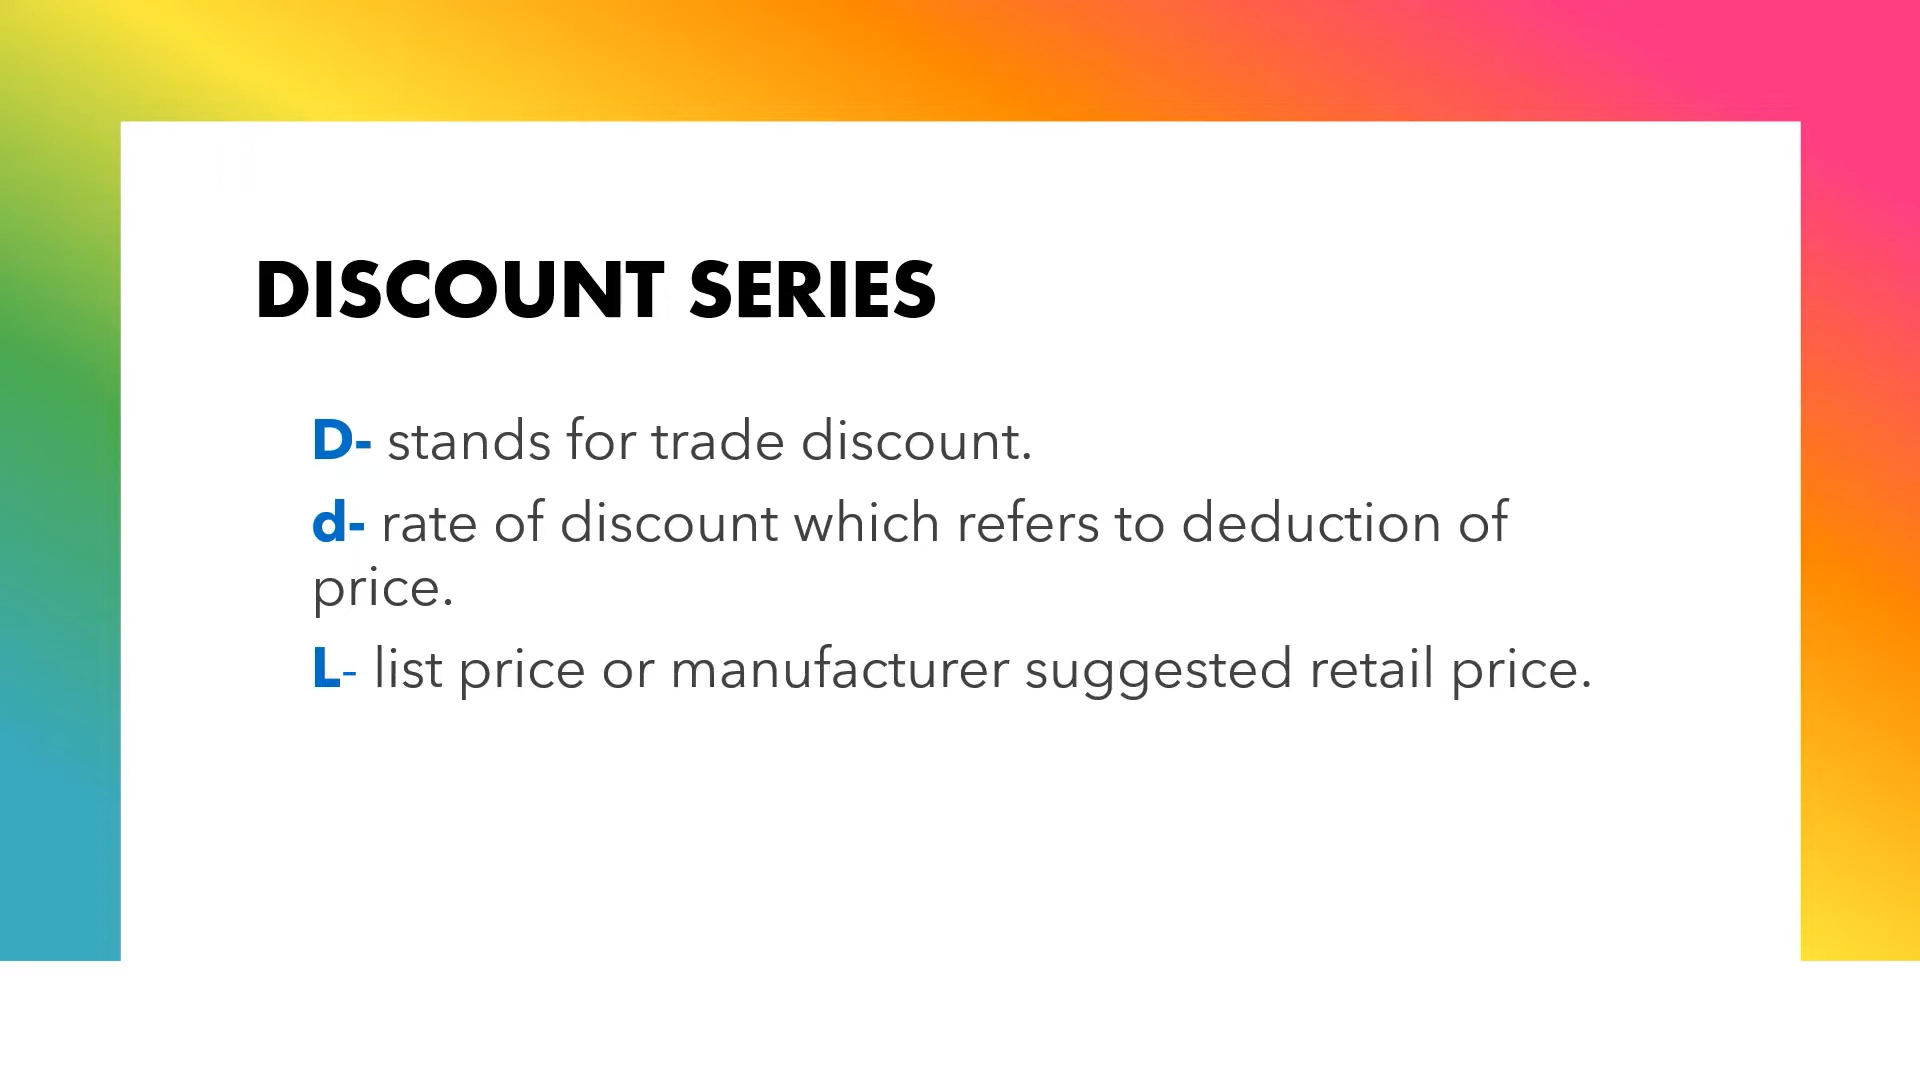 DISCOUNT SERIES
D- stands for trade discount.
d- rate of discount which refers to deduction of
price.
L- list price or manufacturer suggested retail price.